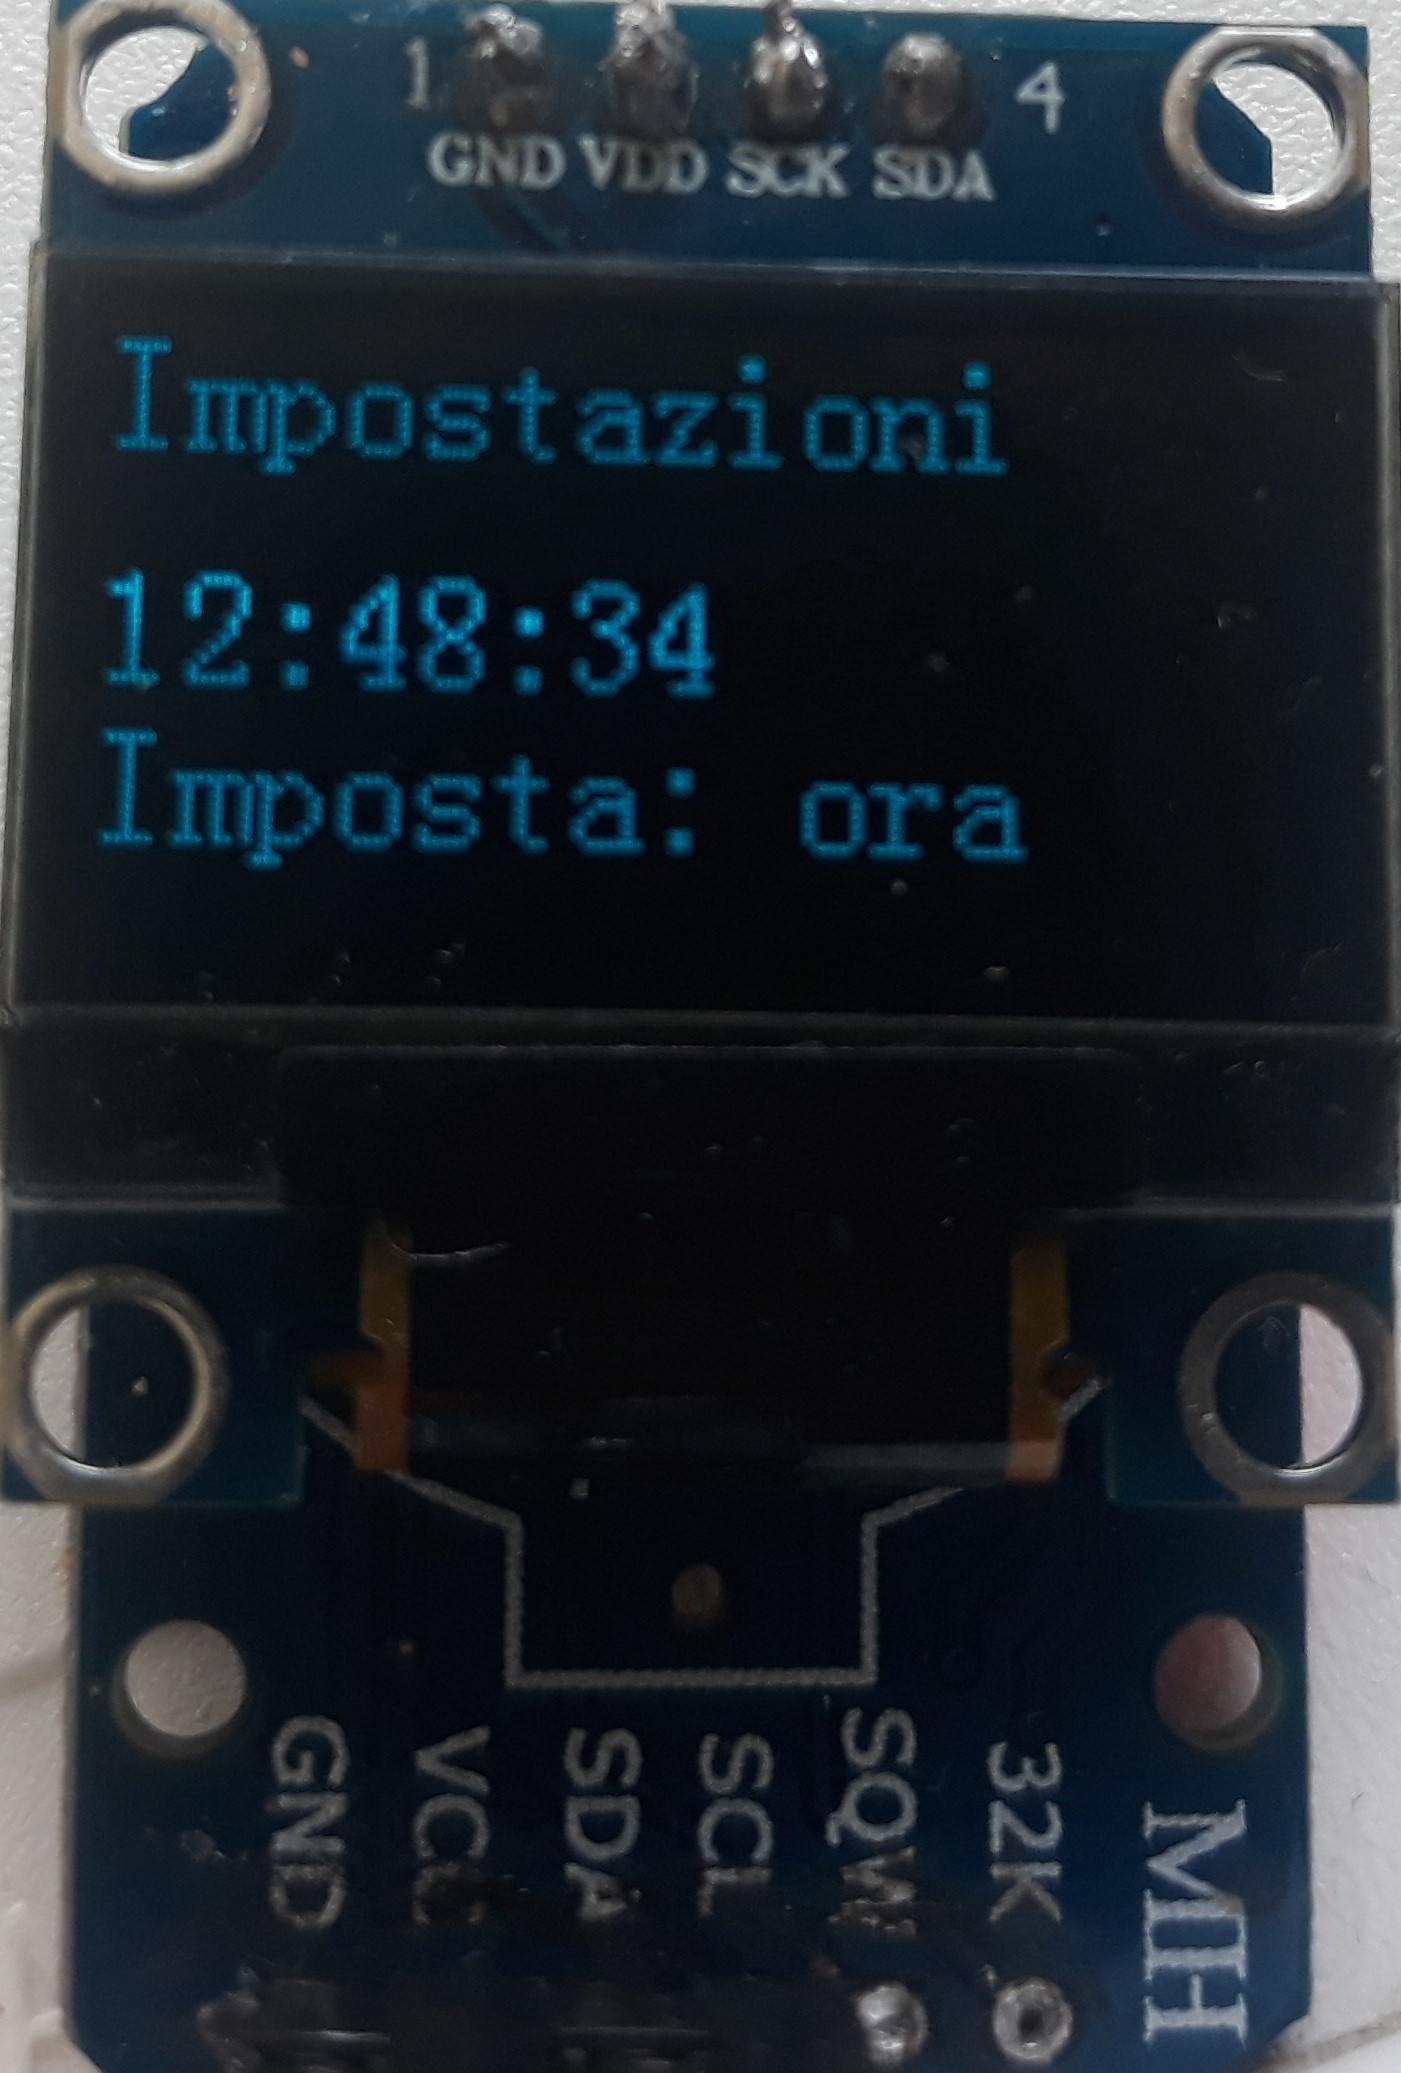 1 4
GND VDD SCK SDA
Impostazioni
12:48:34
Imposta: ora
GND VCC SDA SCL SQW 32K
MH